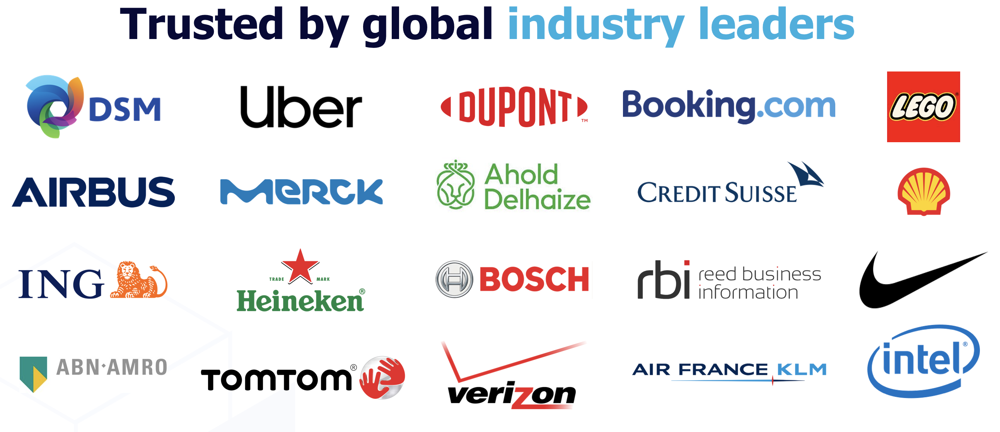 Trusted by global industry leaders
DSM
Uber
DUPONT™
Booking.com
LEGO®
AIRBUS
MERCK
Ahold
Delhaize
CREDIT SUISSE
ING
TRADE MARK
Heineken®
BOSCH
rbi reed business
information
ABN·AMRO
TOMTOM®
verizon
AIR FRANCE KLM
intel®